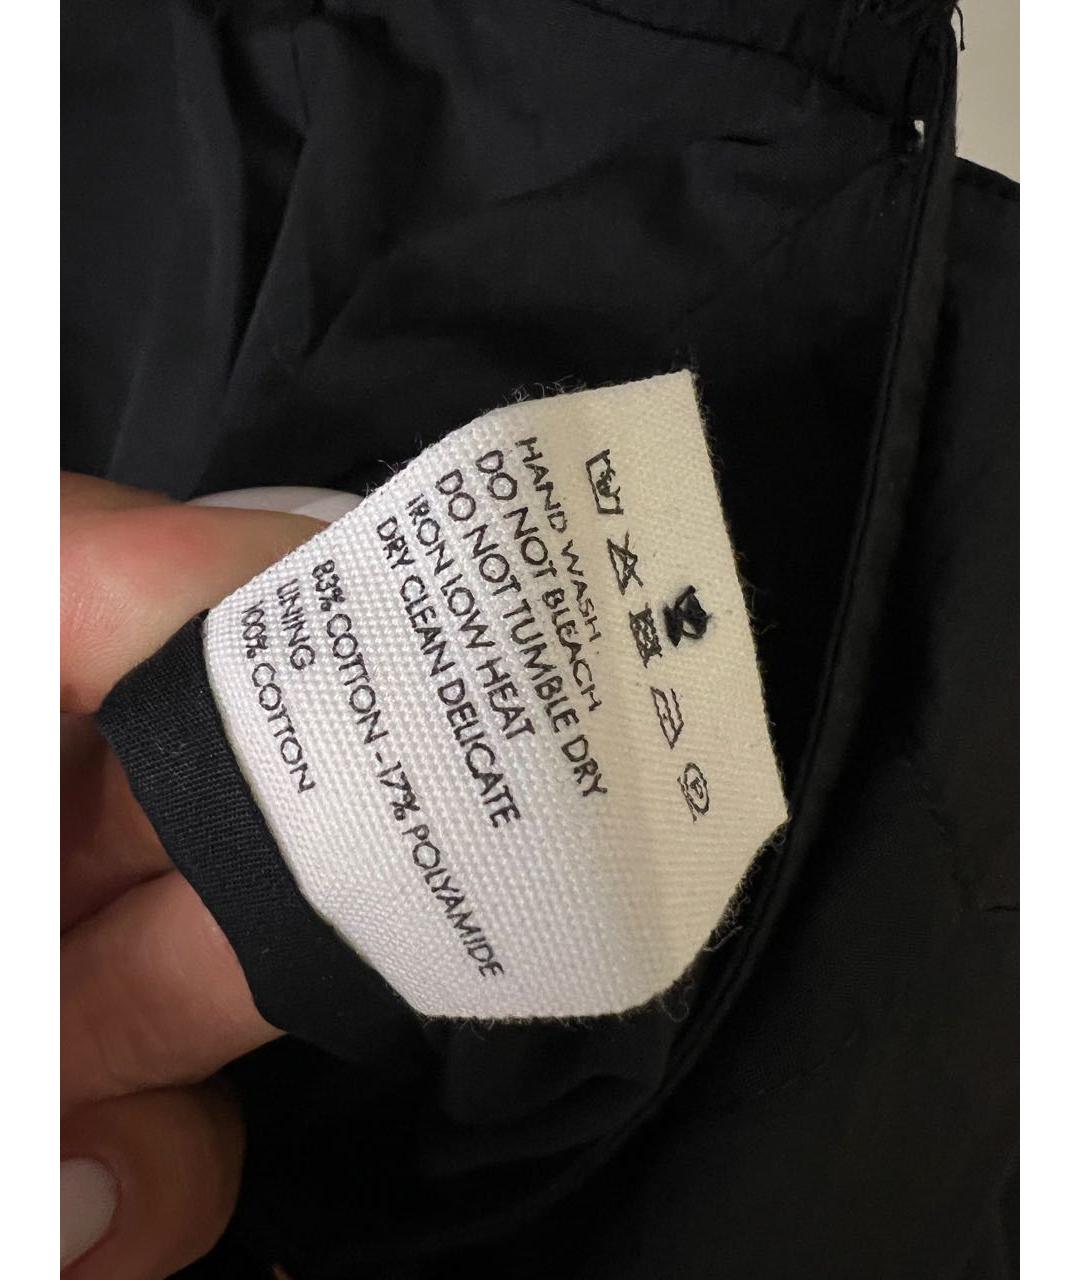 HAND WASH.
DO NOT BLEACH
DO NOT TUMBLE DRY
IRON LOW HEAT
DRY CLEAN DELICATE
83% COTTON -17% POLYAMIDE
LINING
100% COTTON